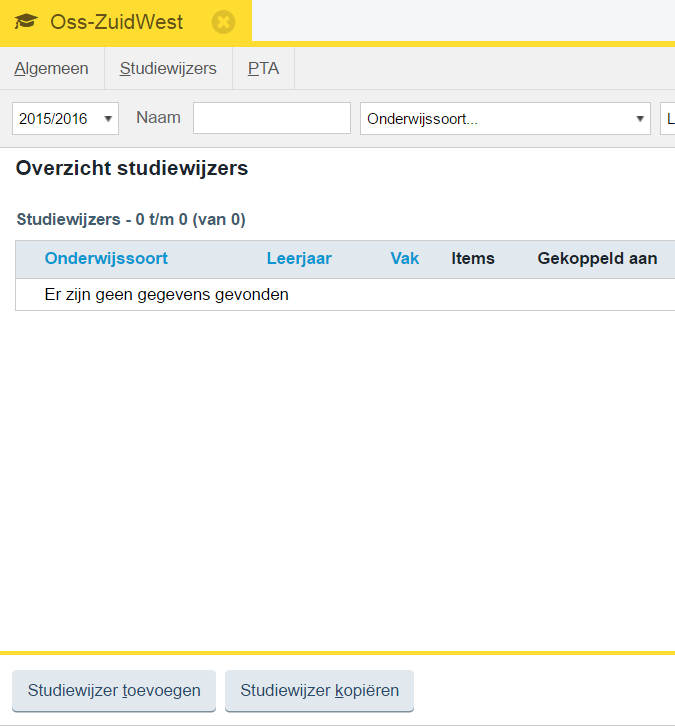 Oss-ZuidWest
Algemeen Studiewijzers PTA
2015/2016 Naam Onderwijssoort... L
Overzicht studiewijzers
Studiewijzers - 0 t/m 0 (van 0)
Onderwijssoort Leerjaar Vak Items Gekoppeld aan
Er zijn geen gegevens gevonden
Studiewijzer toevoegen Studiewijzer kopiëren